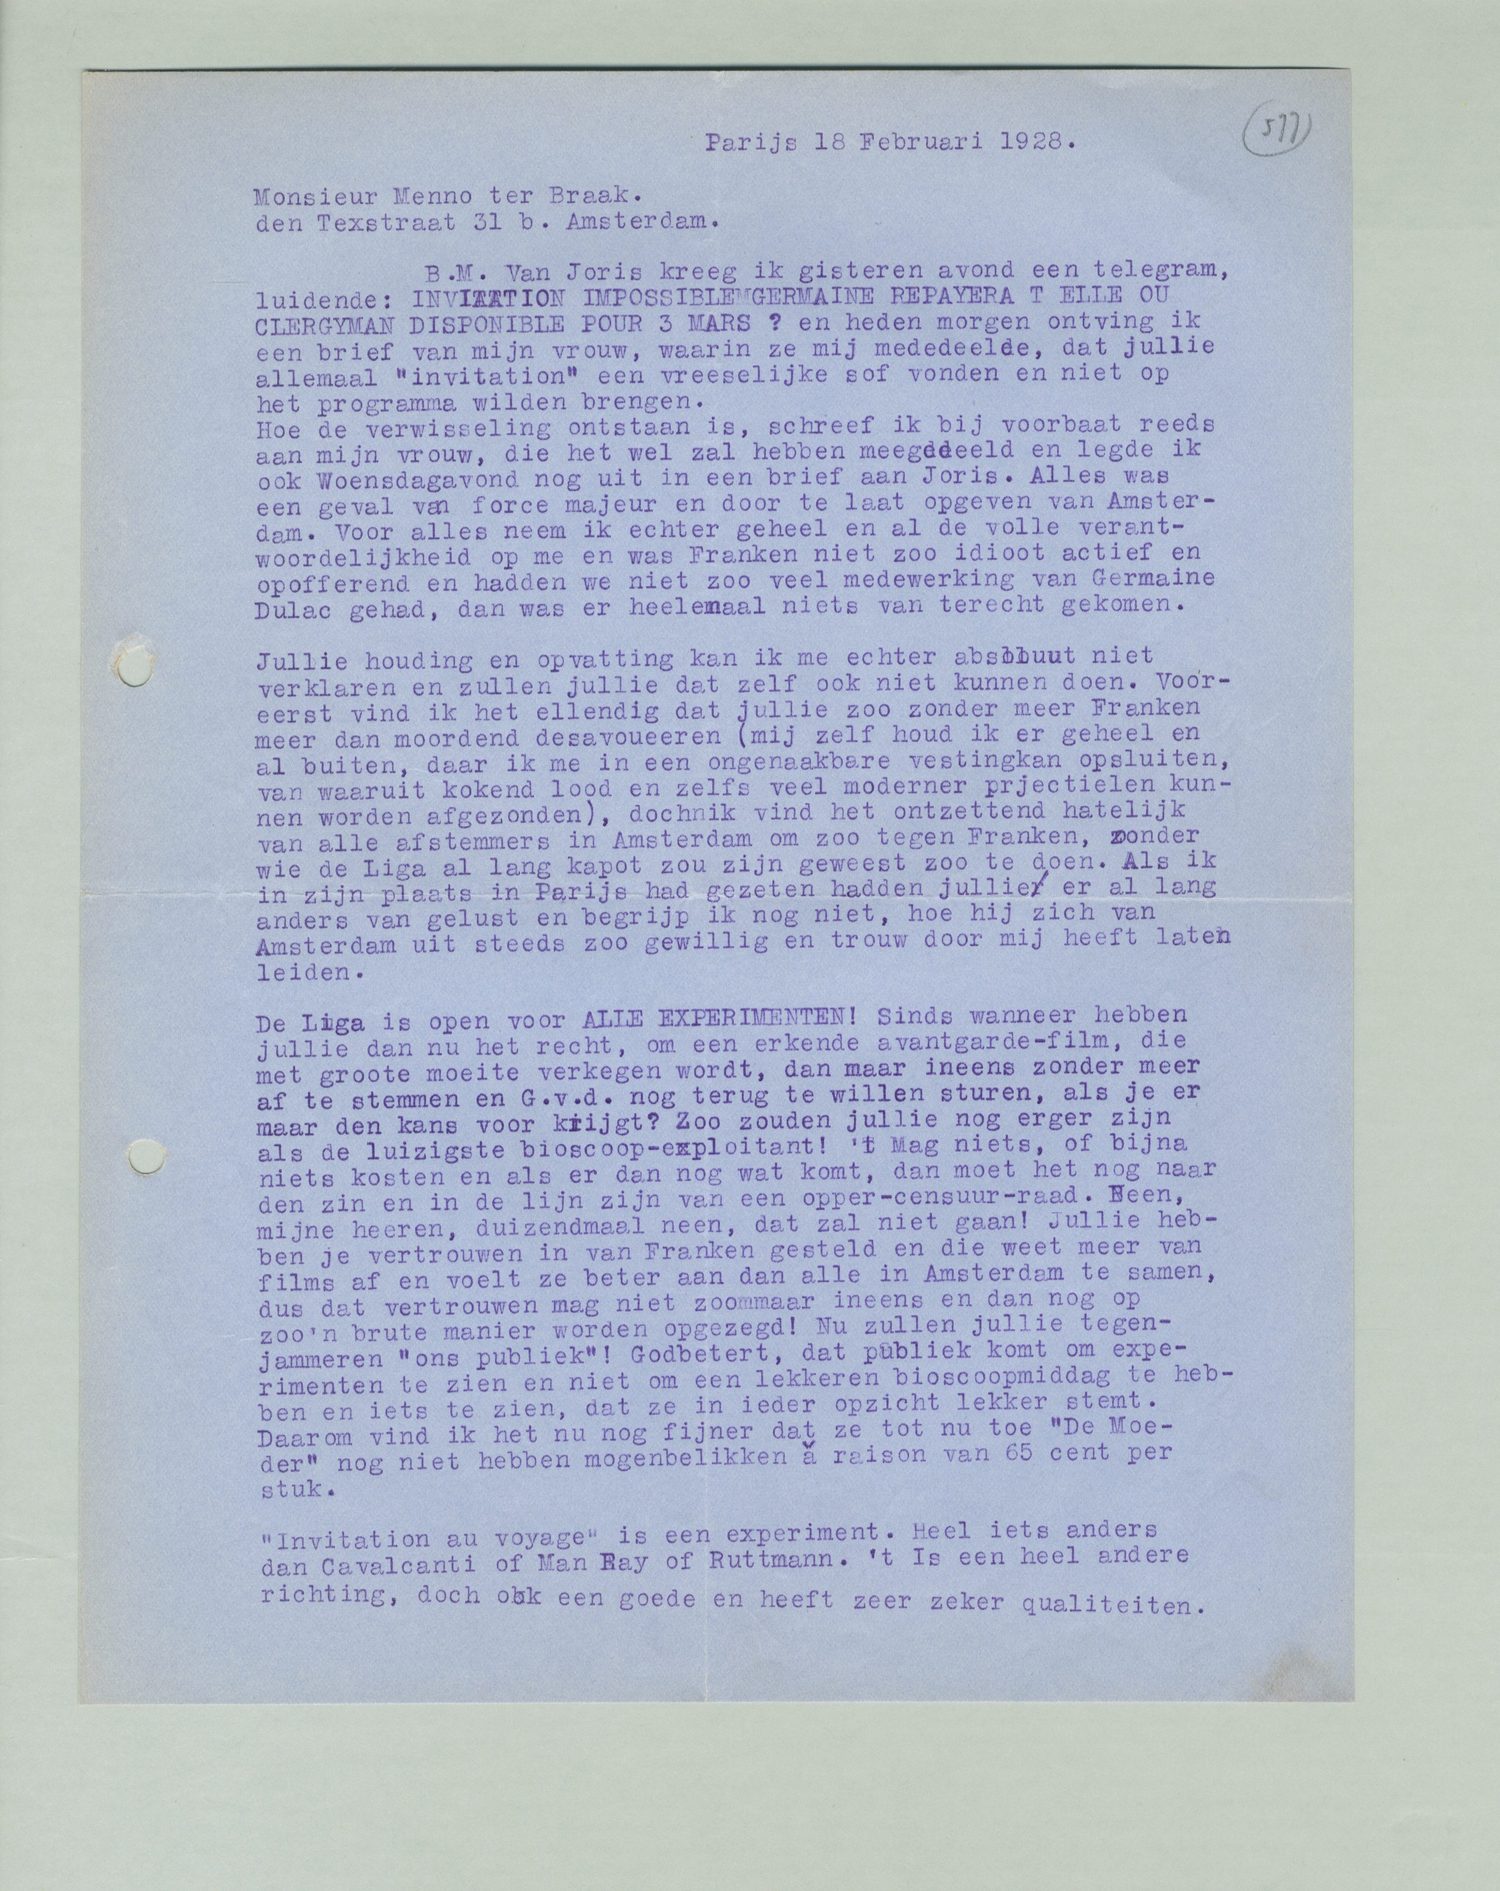 577
Parijs 18 Februari 1928.
Monsieur Menno ter Braak.
den Texstraat 31 b. Amsterdam.
B.M. Van Joris kreeg ik gisteren avond een telegram,
luidende: INVITATION IMPOSSIBLE GERMAINE REPAYERA T ELLE OU
CLERGYMAN DISPONIBLE POUR 3 MARS ? en heden morgen ontving ik
een brief van mijn vrouw, waarin ze mij mededeelde, dat jullie
allemaal "invitation" een vreeselijke sof vonden en niet op
het programma wilden brengen.
Hoe de verwisseling ontstaan is, schreef ik bij voorbaat reeds
aan mijn vrouw, die het wel zal hebben meegedeeld en legde ik
ook Woensdagavond nog uit in een brief aan Joris. Alles was
een geval van force majeur en door te laat opgeven van Amster-
dam. Voor alles neem ik echter geheel en al de volle verant-
woordelijkheid op me en was Franken niet zoo idioot actief en
opofferend en hadden we niet zoo veel medewerking van Germaine
Dulac gehad, dan was er heelemaal niets van terecht gekomen.
Jullie houding en opvatting kan ik me echter absoluut niet
verklaren en zullen jullie dat zelf ook niet kunnen doen. Voor-
eerst vind ik het ellendig dat jullie zoo zonder meer Franken
meer dan moordend desavoueeren (mij zelf houd ik er geheel en
al buiten, daar ik me in een ongenaakbare vestingkan opsluiten,
van waaruit kokend lood en zelfs veel moderner prjectielen kun-
nen worden afgezonden), dochnik vind het ontzettend hatelijk
van alle afstemmers in Amsterdam om zoo tegen Franken, zonder
wie de Liga al lang kapot zou zijn geweest zoo te doen. Als ik
in zijn plaats in Parijs had gezeten hadden jullie er al lang
anders van gelust en begrijp ik nog niet, hoe hij zich van
Amsterdam uit steeds zoo gewillig en trouw door mij heeft laten
leiden.
De Liga is open voor ALLE EXPERIMENTEN! Sinds wanneer hebben
jullie dan nu het recht, om een erkende avantgarde-film, die
met groote moeite verkegen wordt, dan maar ineens zonder meer
af te stemmen en G.v.d. nog terug te willen sturen, als je er
maar den kans voor krijgt? Zoo zouden jullie nog erger zijn
als de luizigste bioscoop-exploitant! 't Mag niets, of bijna
niets kosten en als er dan nog wat komt, dan moet het nog naar
den zin en in de lijn zijn van een opper-censuur-raad. Neen,
mijne heeren, duizendmaal neen, dat zal niet gaan! Jullie heb-
ben je vertrouwen in van Franken gesteld en die weet meer van
films af en voelt ze beter aan dan alle in Amsterdam te samen,
dus dat vertrouwen mag niet zoommaar ineens en dan nog op
zoo'n brute manier worden opgezegd! Nu zullen jullie tegen-
jammeren "ons publiek"! Godbetert, dat publiek komt om expe-
rimenten te zien en niet om een lekkeren bioscoopmiddag te heb-
ben en iets te zien, dat ze in ieder opzicht lekker stemt.
Daarom vind ik het nu nog fijner dat ze tot nu toe "De Moe-
der" nog niet hebben mogenbelikken à raison van 65 cent per
stuk.
"Invitation au voyage" is een experiment. Heel iets anders
dan Cavalcanti of Man Ray of Ruttmann. 't Is een heel andere
richting, doch ook een goede en heeft zeer zeker qualiteiten.